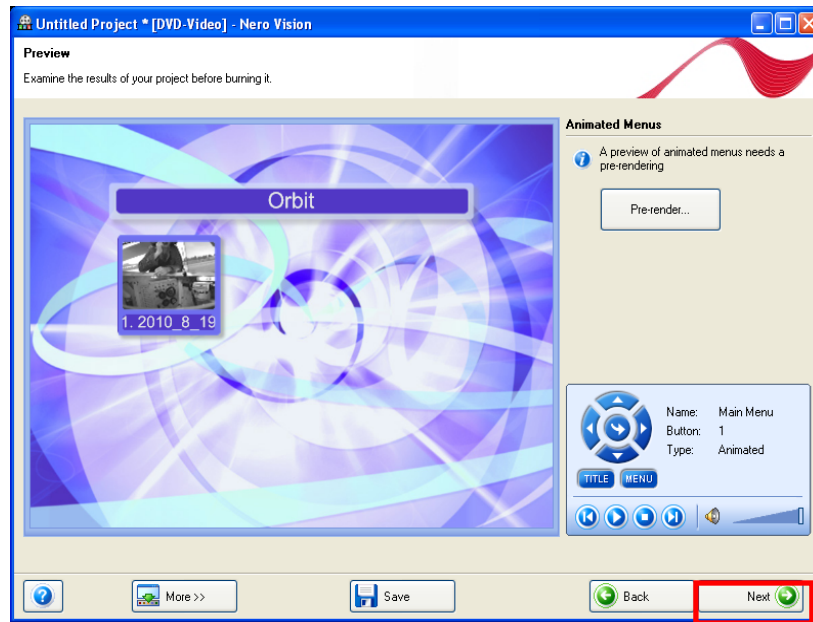 Untitled Project * [DVD-Video] - Nero Vision
Preview
Examine the results of your project before burning it.
Orbit
1. 2010_8_19
Animated Menus
A preview of animated menus needs a
pre-rendering
Pre-render...
Name: Main Menu
Button: 1
Type: Animated
TITLE MENU
More >>
Save
Back
Next